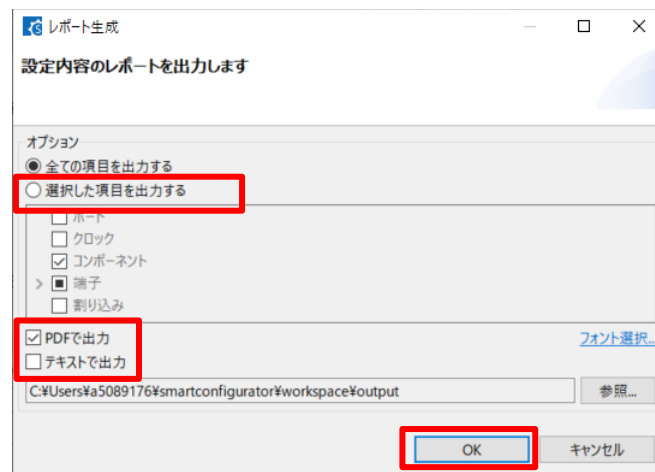 レポート生成
設定内容のレポートを出力します
オプション
全ての項目を出力する
選択した項目を出力する
ボード
クロック
コンポーネント
端子
割り込み
PDFで出力
フォント選択...
テキストで出力
C:¥Users¥a5089176¥smartconfigurator¥workspace¥output
参照...
OK
キャンセル